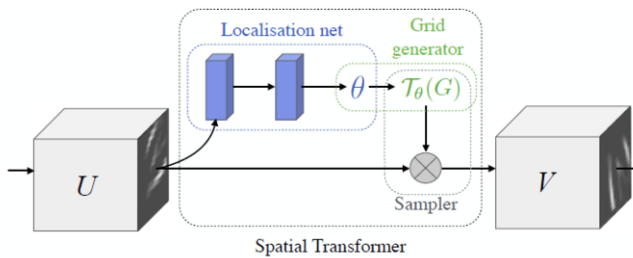 Localisation net
Grid
generator
θ
𝒯θ(G)
U
V
Sampler
Spatial Transformer